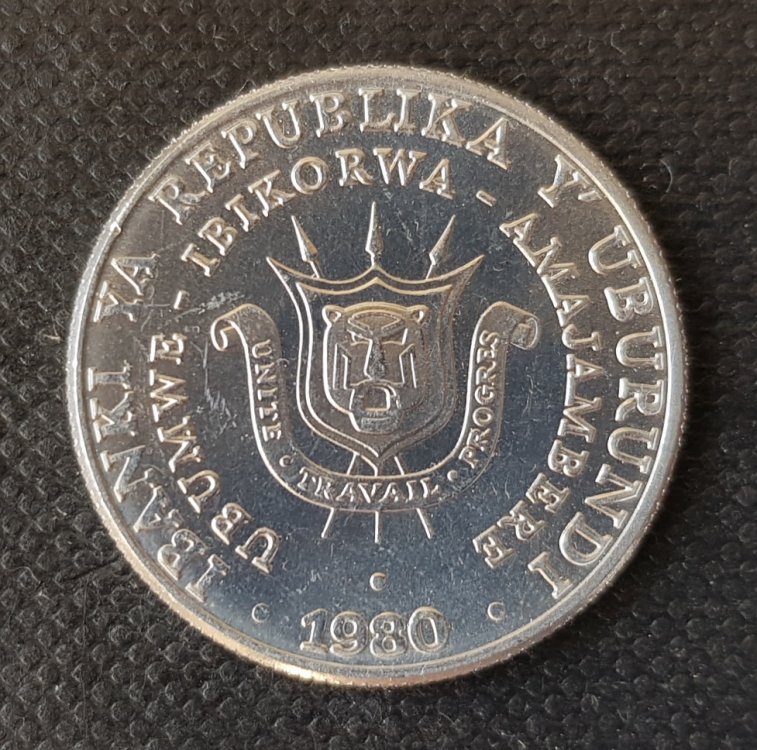 IBANKI YA REPUBLIKA Y' UBURUNDI
UBUMWE - IBIKORWA - AMAJAMBERE
UNITE · TRAVAIL · PROGRES
1980